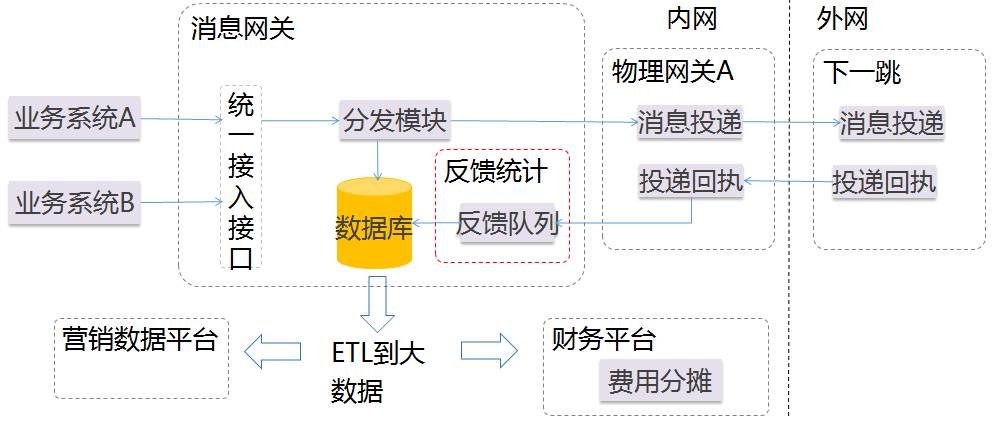 消息网关
内网
外网
物理网关A
下一跳
业务系统A
统一接入接口
分发模块
消息投递
消息投递
反馈统计
投递回执
投递回执
业务系统B
数据库
反馈队列
营销数据平台
ETL到大
数据
财务平台
费用分摊